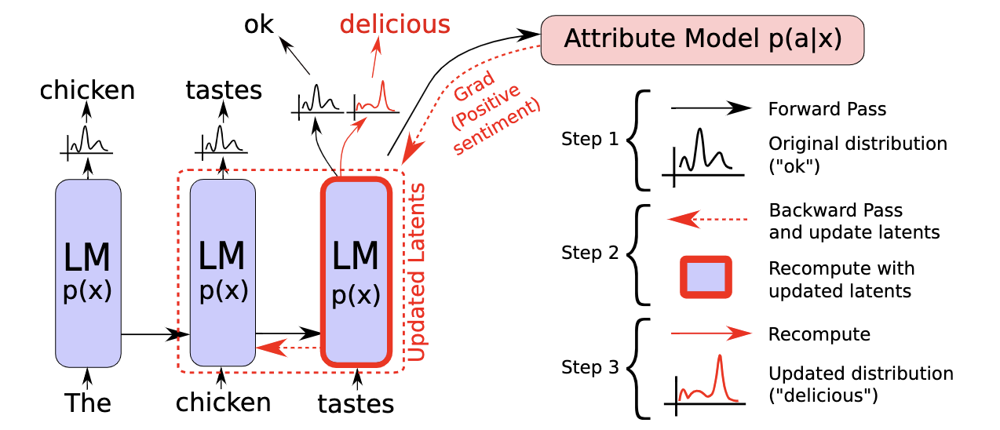 ok
delicious
Attribute Model p(a|x)
chicken
tastes
Grad
(Positive
sentiment)
LM
p(x)
LM
p(x)
LM
p(x)
Updated Latents
The
chicken
tastes
Step 1
Forward Pass
Original distribution
("ok")
Step 2
Backward Pass
and update latents
Recompute with
updated latents
Step 3
Recompute
Updated distribution
("delicious")